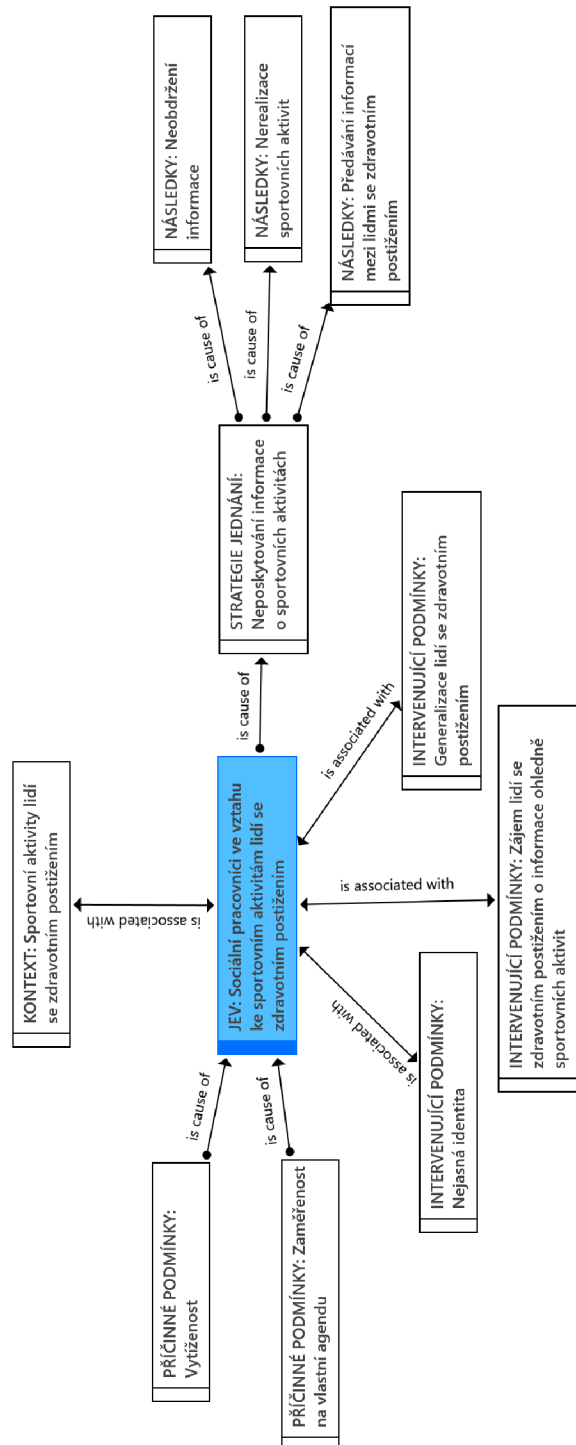 KONTEXT: Sportovní aktivity lidí
se zdravotním postižením
is associated with
PŘÍČINNÉ PODMÍNKY:
Vytíženost
is cause of
PŘÍČINNÉ PODMÍNKY: Zaměřenost
na vlastní agendu
is cause of
JEV: Sociální pracovníci ve vztahu
ke sportovním aktivitám lidí se
zdravotním postižením
is cause of
STRATEGIE JEDNÁNÍ:
Neposkytování informace
o sportovních aktivitách
is cause of
NÁSLEDKY: Neobdržení
informace
is cause of
NÁSLEDKY: Nerealizace
sportovních aktivit
is cause of
NÁSLEDKY: Předávání informací
mezi lidmi se zdravotním
postižením
is associated with
INTERVENUJÍCÍ PODMÍNKY:
Nejasná identita
is associated with
INTERVENUJÍCÍ PODMÍNKY: Zájem lidí se
zdravotním postižením o informace ohledně
sportovních aktivit
is associated with
INTERVENUJÍCÍ PODMÍNKY:
Generalizace lidí se zdravotním
postižením